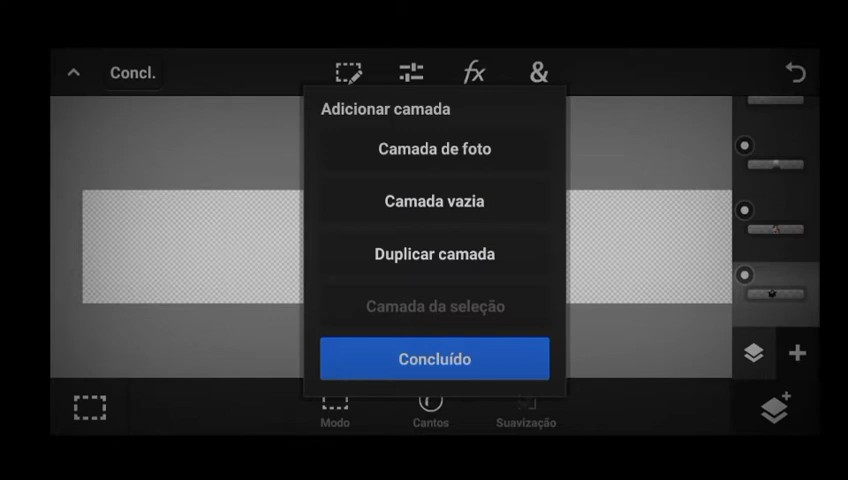 Concl.
fx
&
Adicionar camada
Camada de foto
Camada vazia
Duplicar camada
Camada da seleção
Concluído
Modo
Cantos
Suavização